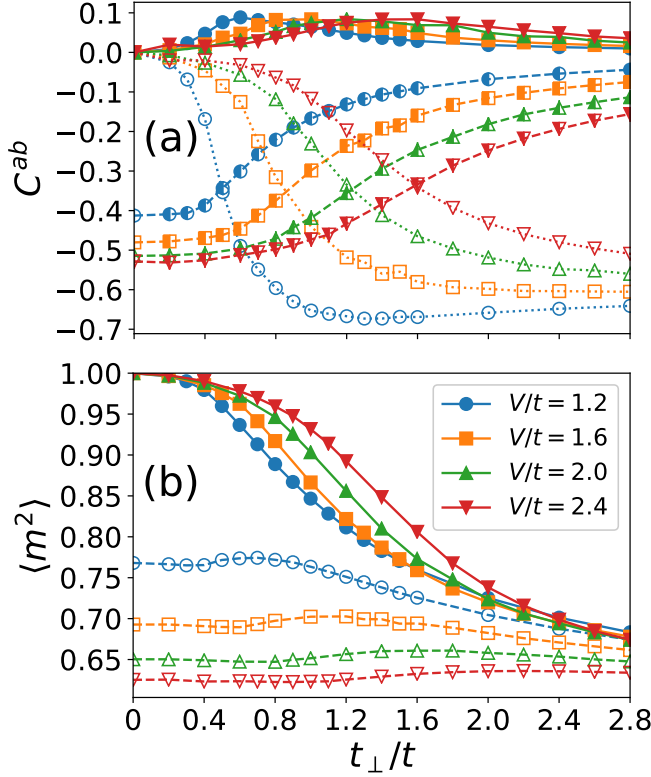 0.1
0.0
−0.1
−0.2
−0.3
−0.4
−0.5
−0.6
−0.7
C^{ab}
(a)
1.00
0.95
0.90
0.85
0.80
0.75
0.70
0.65
⟨m²⟩
(b)
V/t = 1.2
V/t = 1.6
V/t = 2.0
V/t = 2.4
0 0.4 0.8 1.2 1.6 2.0 2.4 2.8
t_⊥/t